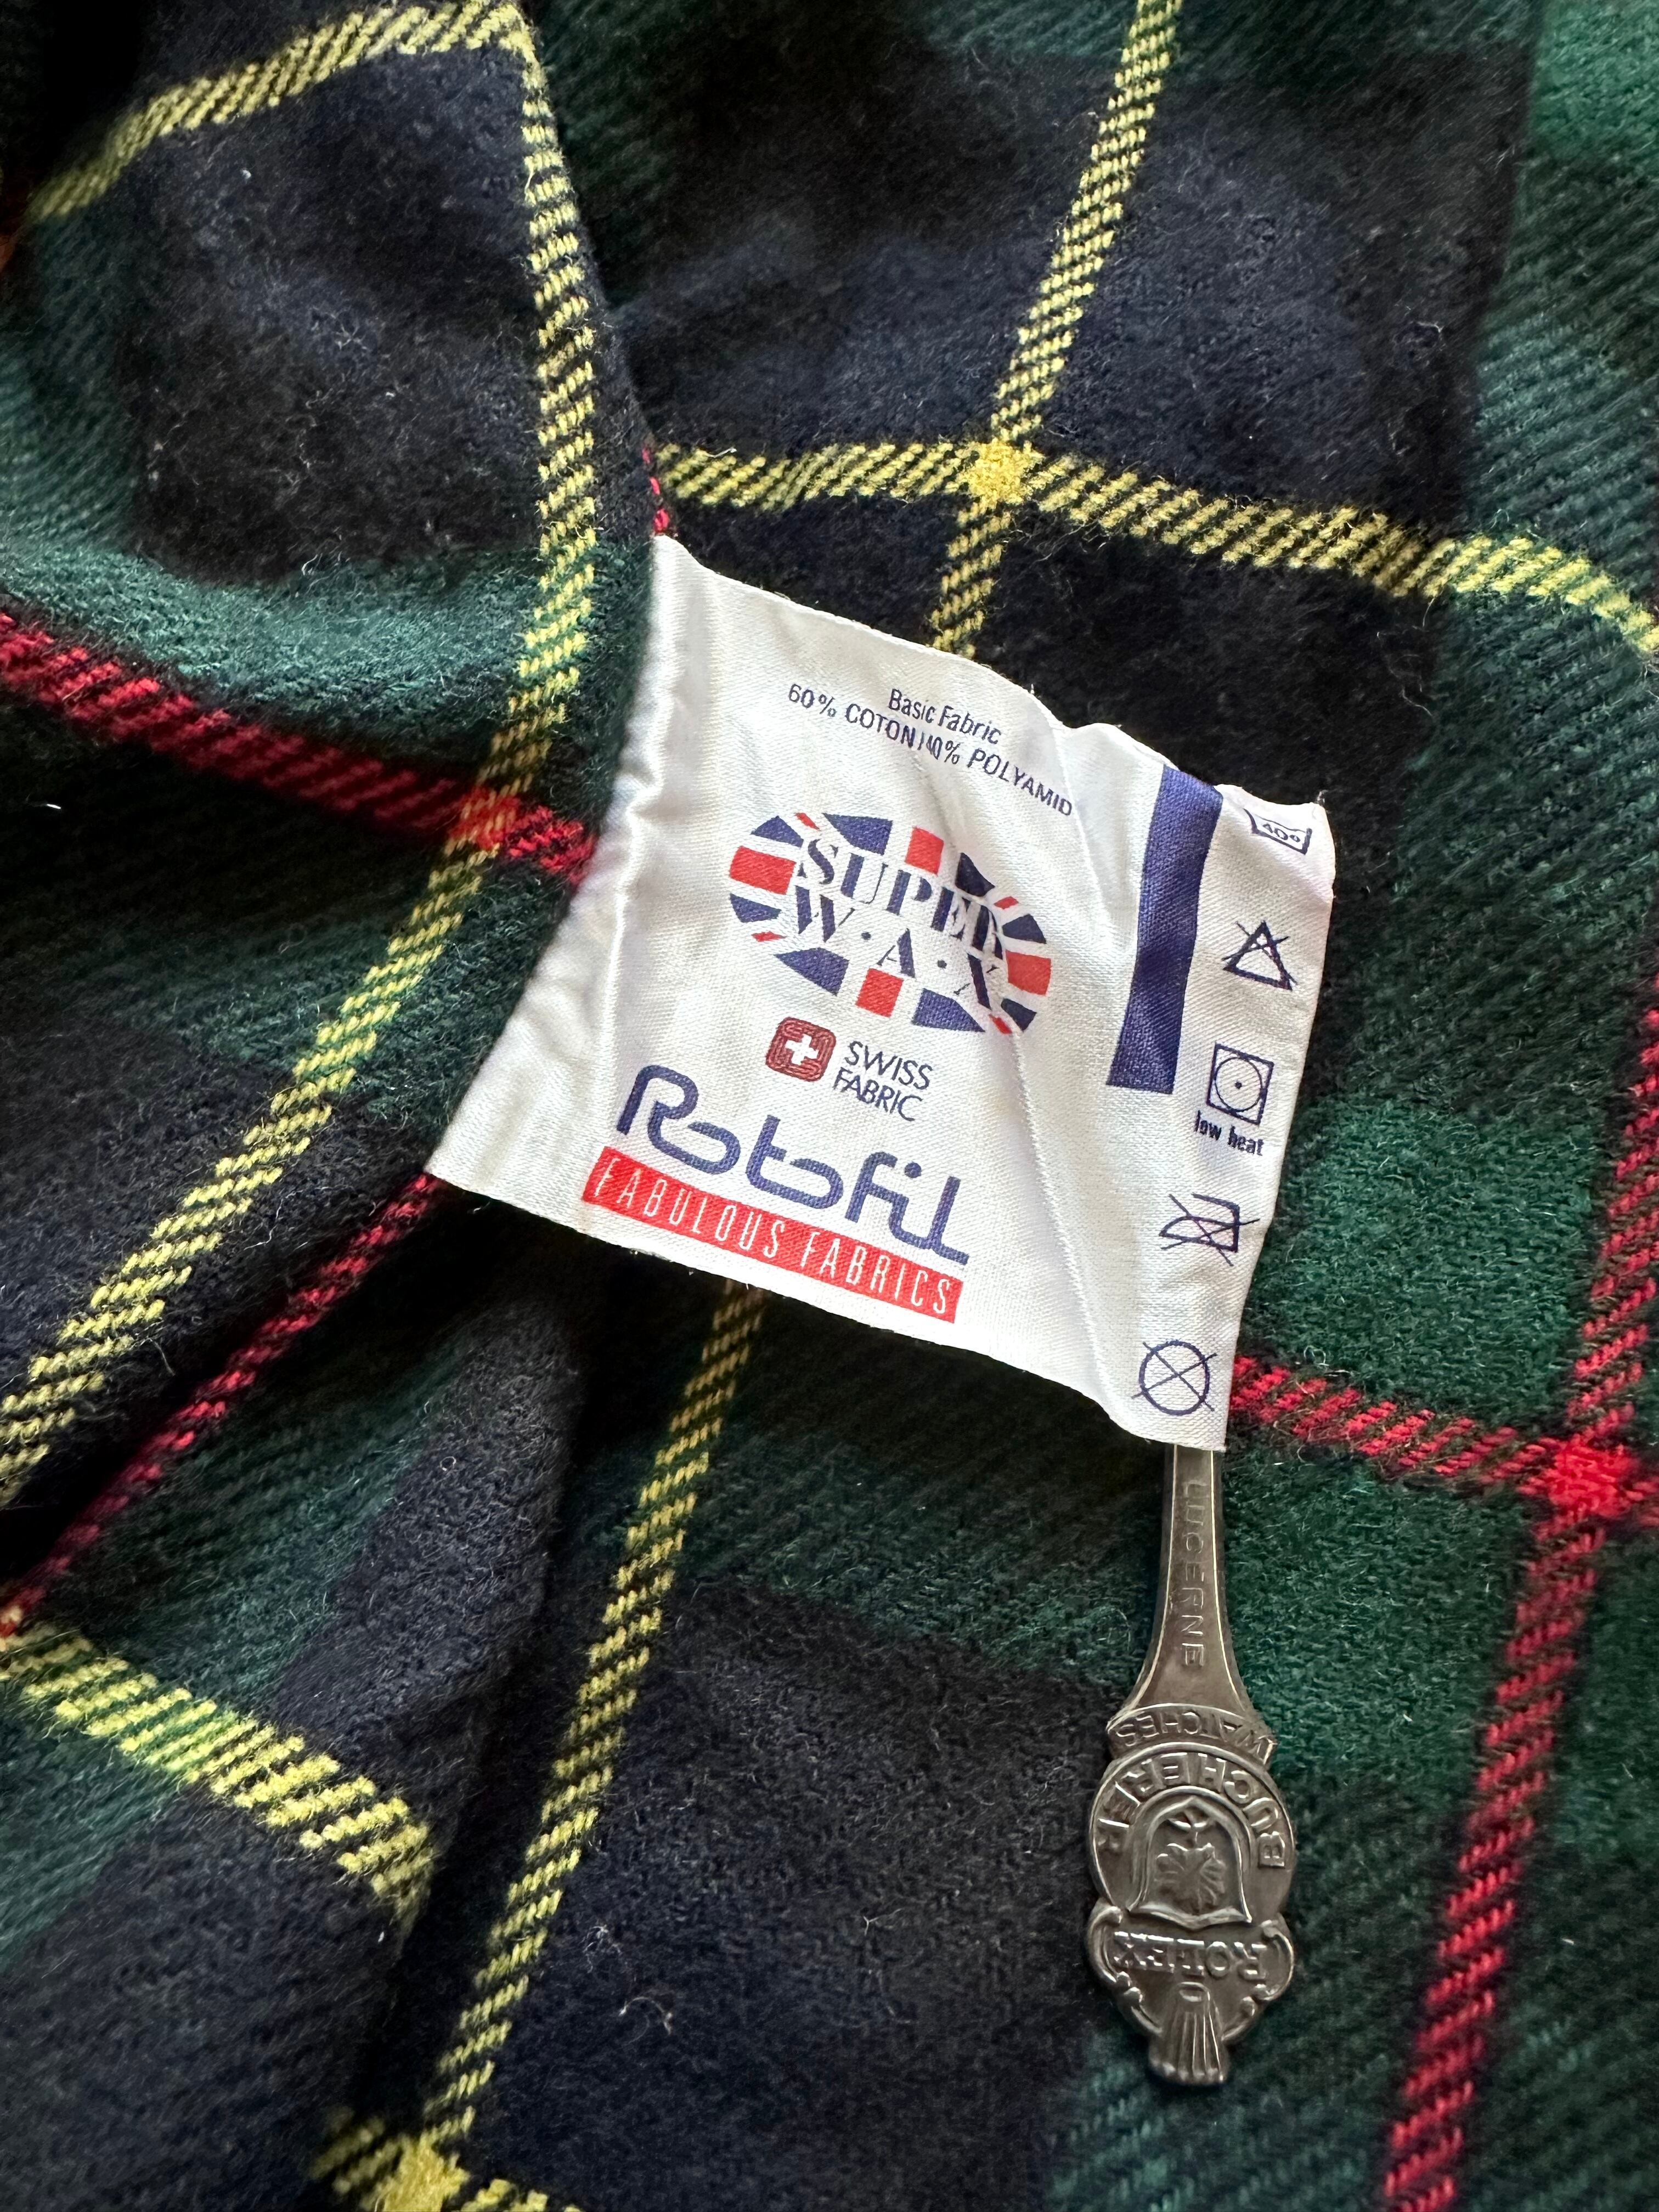 Basic Fabric
60% COTON/40% POLYAMID
SUPER
W·A·X
SWISS
FABRIC
Rotofil
FABULOUS FABRICS
40°
low heat
LUCERNE
WATCHES
BUCHERER
ROLEX